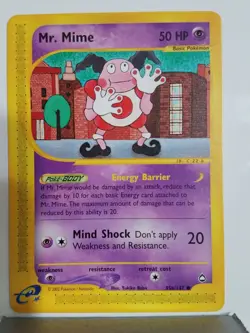 Mr. Mime 50 HP
Basic Pokémon
Poké-BODY Energy Barrier
If Mr. Mime would be damaged by an attack, reduce that
damage by 10 for each basic Energy card attached to
Mr. Mime. The maximum amount of damage that can be
reduced by this ability is 20.
Mind Shock Don't apply 20
Weakness and Resistance.
weakness resistance retreat cost
Illus.